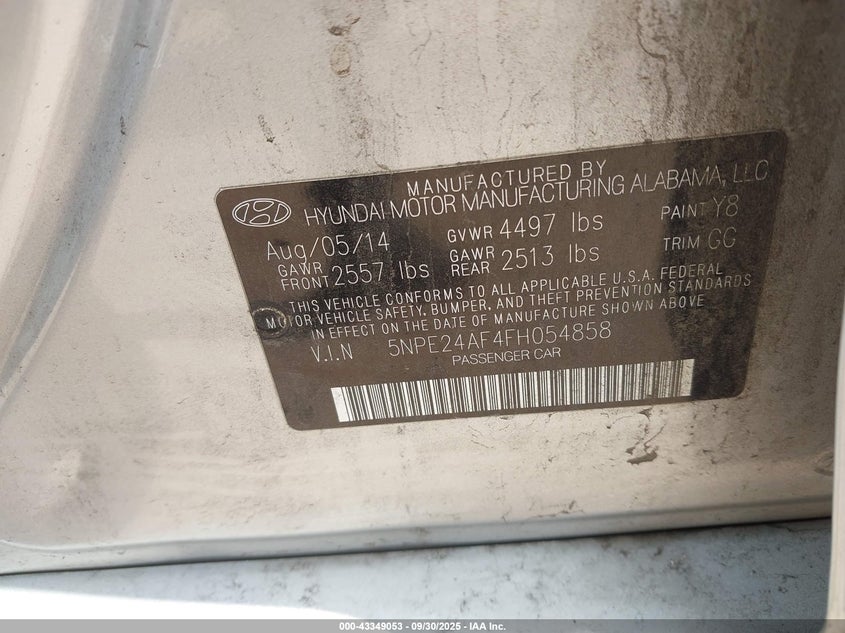 MANUFACTURED BY
HYUNDAI MOTOR MANUFACTURING ALABAMA, LLC
Aug/05/14 GVWR 4497 lbs PAINT Y8
GAWR FRONT 2557 lbs GAWR REAR 2513 lbs TRIM GG
THIS VEHICLE CONFORMS TO ALL APPLICABLE U.S.A. FEDERAL
MOTOR VEHICLE SAFETY, BUMPER, AND THEFT PREVENTION STANDARDS
IN EFFECT ON THE DATE OF MANUFACTURE SHOWN ABOVE
V.I.N 5NPE24AF4FH054858
PASSENGER CAR
000-43349053 - 09/30/2025 - IAA Inc.